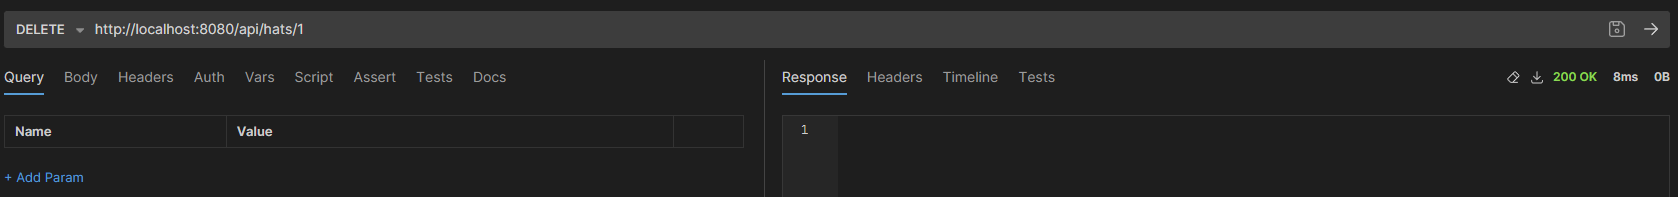 DELETE http://localhost:8080/api/hats/1
Query Body Headers Auth Vars Script Assert Tests Docs
Response Headers Timeline Tests 200 OK 8ms 0B
Name Value
1
+ Add Param